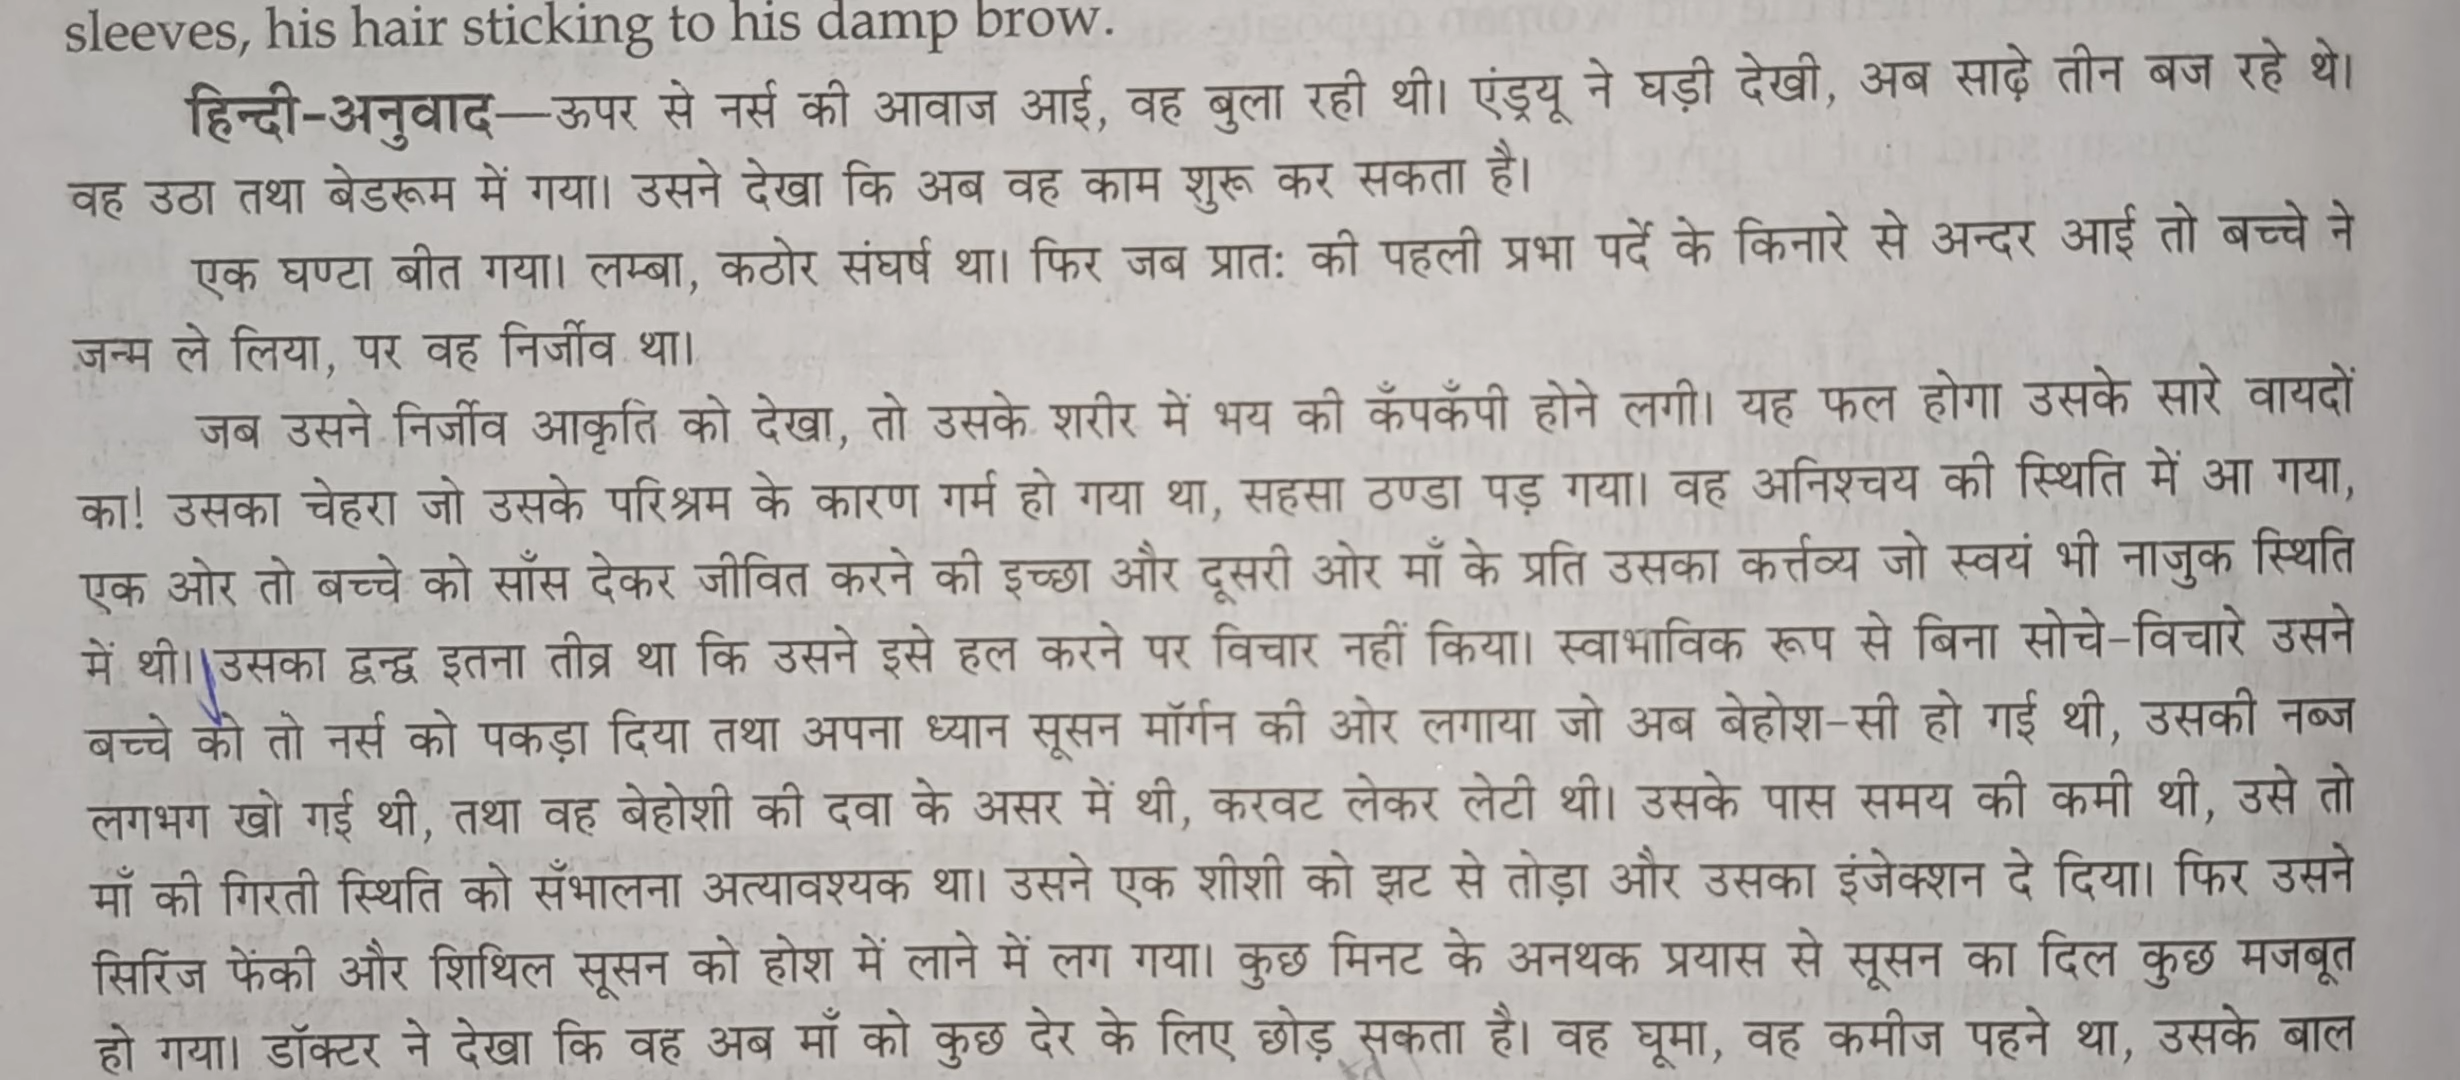 sleeves, his hair sticking to his damp brow.
हिन्दी-अनुवाद—ऊपर से नर्स की आवाज आई, वह बुला रही थी। एंड्रयू ने घड़ी देखी, अब साढ़े तीन बज रहे थे।
वह उठा तथा बेडरूम में गया। उसने देखा कि अब वह काम शुरू कर सकता है।
एक घण्टा बीत गया। लम्बा, कठोर संघर्ष था। फिर जब प्रात: की पहली प्रभा पर्दे के किनारे से अन्दर आई तो बच्चे ने
जन्म ले लिया, पर वह निर्जीव था।
जब उसने निर्जीव आकृति को देखा, तो उसके शरीर में भय की कँपकँपी होने लगी। यह फल होगा उसके सारे वायदों
का! उसका चेहरा जो उसके परिश्रम के कारण गर्म हो गया था, सहसा ठण्डा पड़ गया। वह अनिश्चय की स्थिति में आ गया,
एक ओर तो बच्चे को साँस देकर जीवित करने की इच्छा और दूसरी ओर माँ के प्रति उसका कर्त्तव्य जो स्वयं भी नाजुक स्थिति
में थी। उसका द्वन्द्व इतना तीव्र था कि उसने इसे हल करने पर विचार नहीं किया। स्वाभाविक रूप से बिना सोचे-विचारे उसने
बच्चे को तो नर्स को पकड़ा दिया तथा अपना ध्यान सूसन मॉर्गन की ओर लगाया जो अब बेहोश-सी हो गई थी, उसकी नब्ज
लगभग खो गई थी, तथा वह बेहोशी की दवा के असर में थी, करवट लेकर लेटी थी। उसके पास समय की कमी थी, उसे तो
माँ की गिरती स्थिति को सँभालना अत्यावश्यक था। उसने एक शीशी को झट से तोड़ा और उसका इंजेक्शन दे दिया। फिर उसने
सिरिंज फेंकी और शिथिल सूसन को होश में लाने में लग गया। कुछ मिनट के अनथक प्रयास से सूसन का दिल कुछ मजबूत
हो गया। डॉक्टर ने देखा कि वह अब माँ को कुछ देर के लिए छोड़ सकता है। वह घूमा, वह कमीज पहने था, उसके बाल